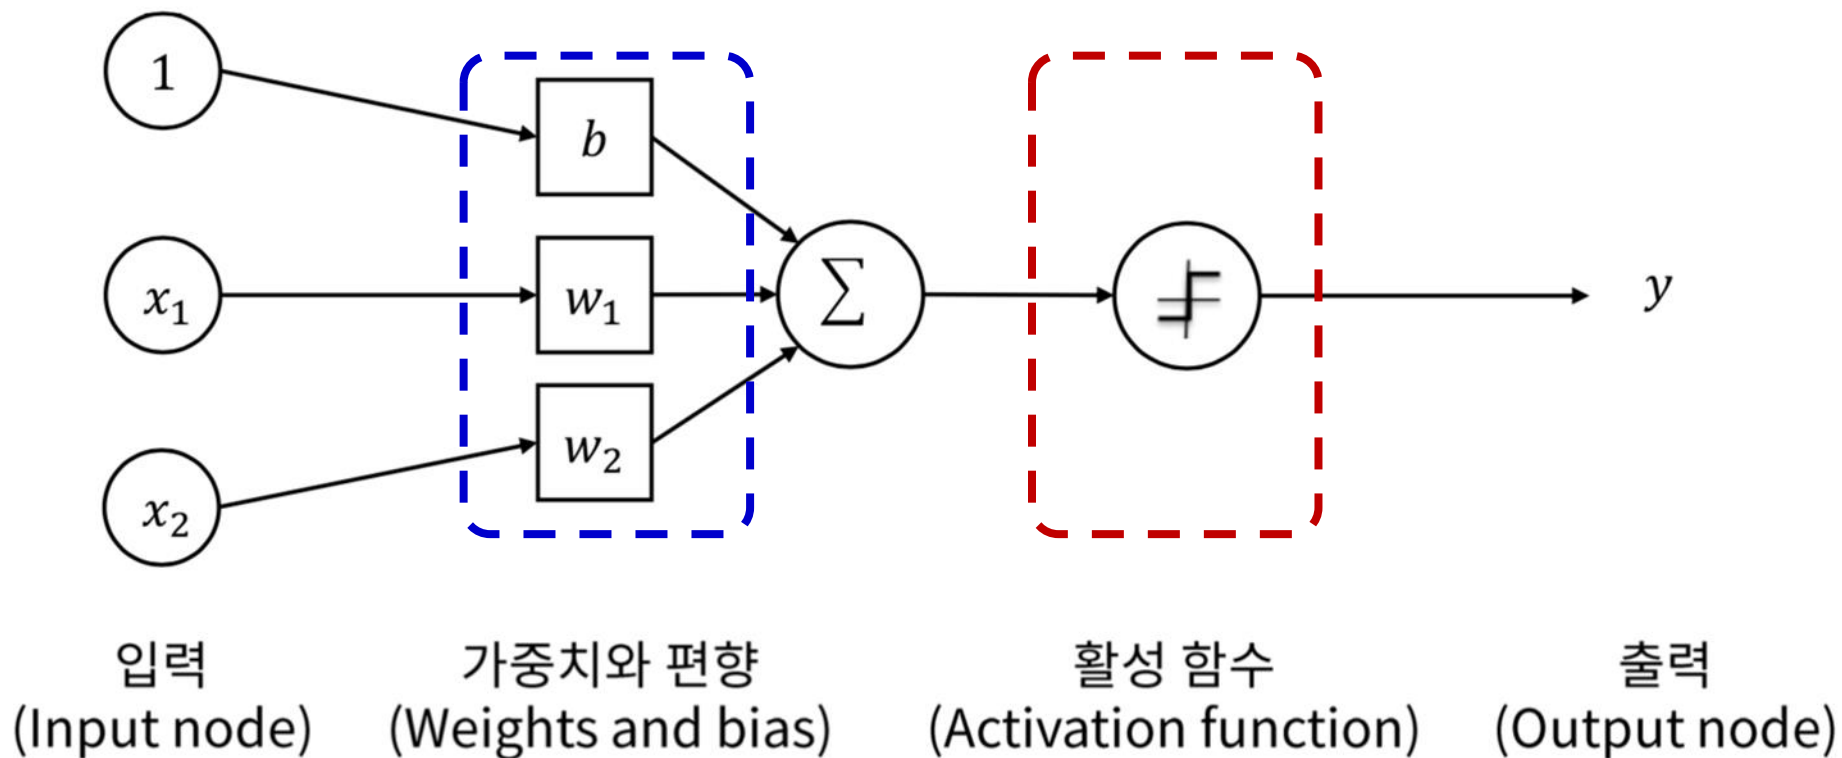 1
b
x₁
w₁
∑
y
w₂
x₂
입력
(Input node)
가중치와 편향
(Weights and bias)
활성 함수
(Activation function)
출력
(Output node)